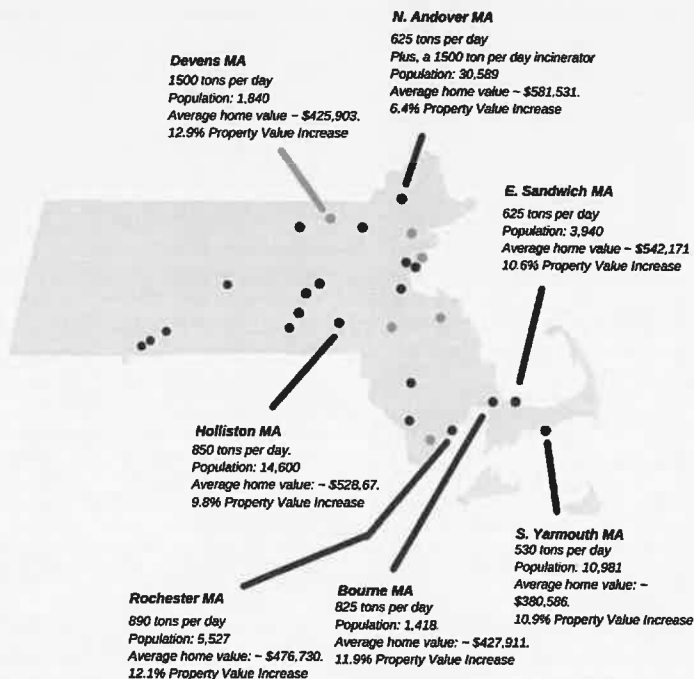 N. Andover MA
625 tons per day
Plus, a 1500 ton per day incinerator
Population: 30,589
Average home value ~ $581,531.
6.4% Property Value Increase
Devens MA
1500 tons per day
Population: 1,840
Average home value ~ $425,903.
12.9% Property Value Increase
E. Sandwich MA
625 tons per day
Population: 3,940
Average home value ~ $542,171
10.6% Property Value Increase
Holliston MA
850 tons per day.
Population: 14,600
Average home value: ~ $528,67.
9.8% Property Value Increase
S. Yarmouth MA
530 tons per day
Population. 10,981
Average home value: ~
$380,586.
10.9% Property Value Increase
Rochester MA
890 tons per day
Population: 5,527
Average home value: ~ $476,730.
12.1% Property Value Increase
Bourne MA
825 tons per day
Population: 1,418.
Average home value: ~ $427,911.
11.9% Property Value Increase